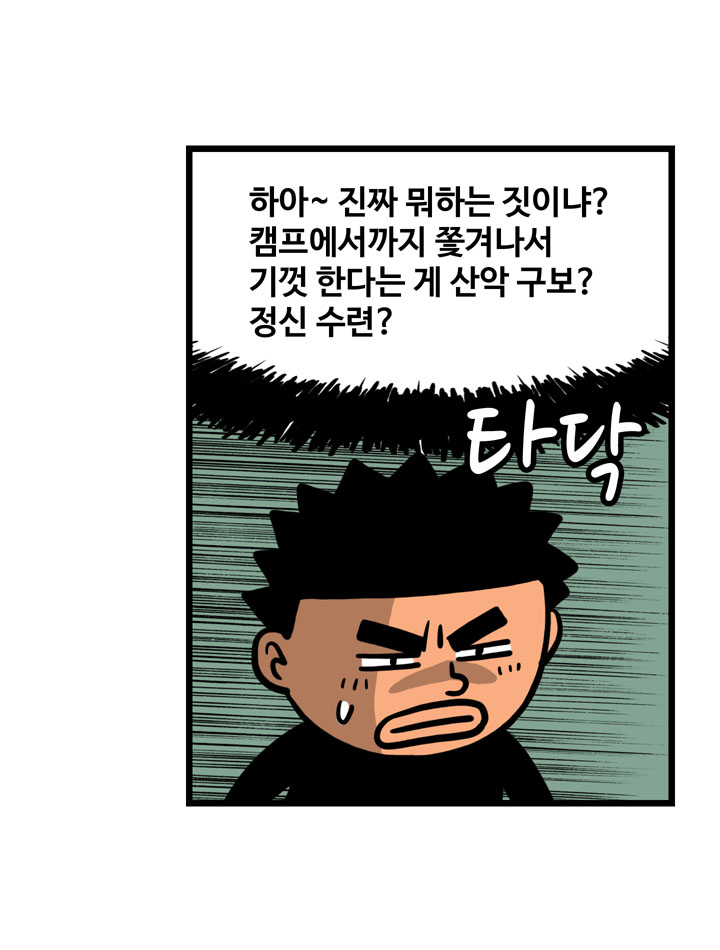 하아~ 진짜 뭐하는 짓이냐?
캠프에서까지 쫓겨나서
기껏 한다는 게 산악 구보?
정신 수련?
타닥